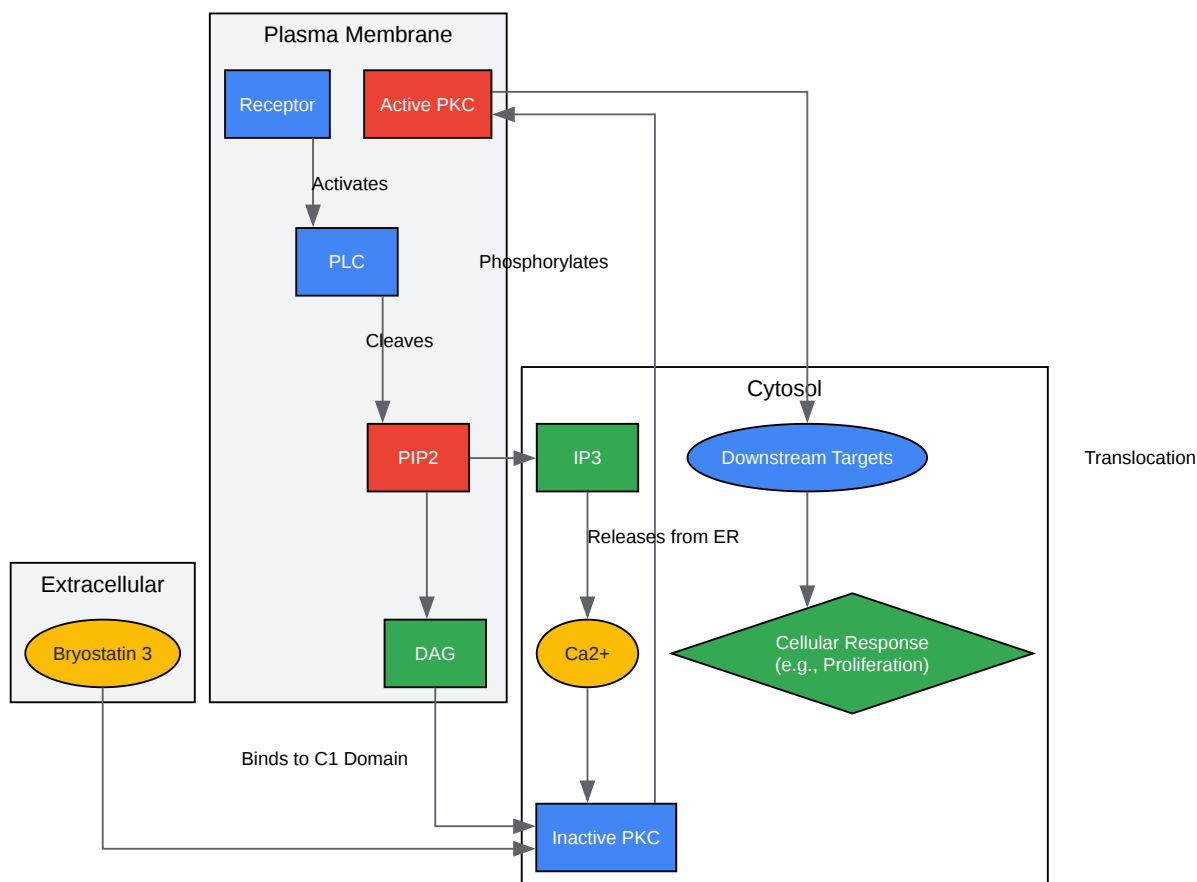 Plasma Membrane
Receptor
Active PKC
Activates
PLC
Phosphorylates
Cleaves
Cytosol
PIP2
IP3
Downstream Targets
Translocation
Releases from ER
Extracellular
Bryostatin 3
DAG
Ca2+
Cellular Response
(e.g., Proliferation)
Binds to C1 Domain
Inactive PKC